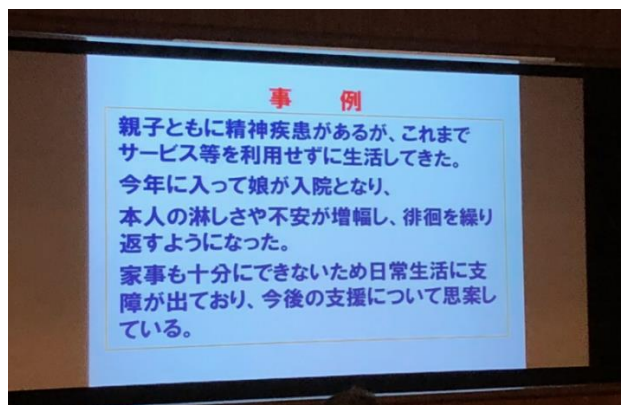 事 例
親子ともに精神疾患があるが、これまで
サービス等を利用せずに生活してきた。
今年に入って娘が入院となり、
本人の淋しさや不安が増幅し、徘徊を繰り
返すようになった。
家事も十分にできないため日常生活に支
障が出ており、今後の支援について思案し
ている。